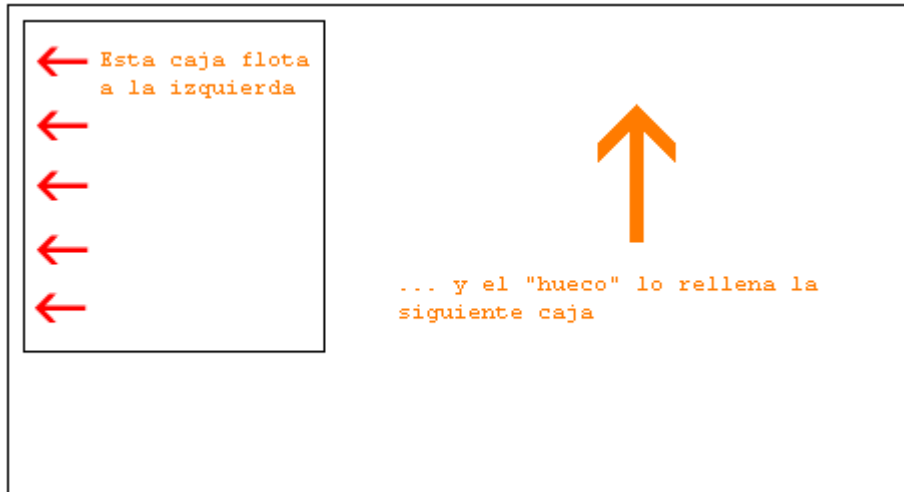 Esta caja flota
a la izquierda
... y el "hueco" lo rellena la
siguiente caja